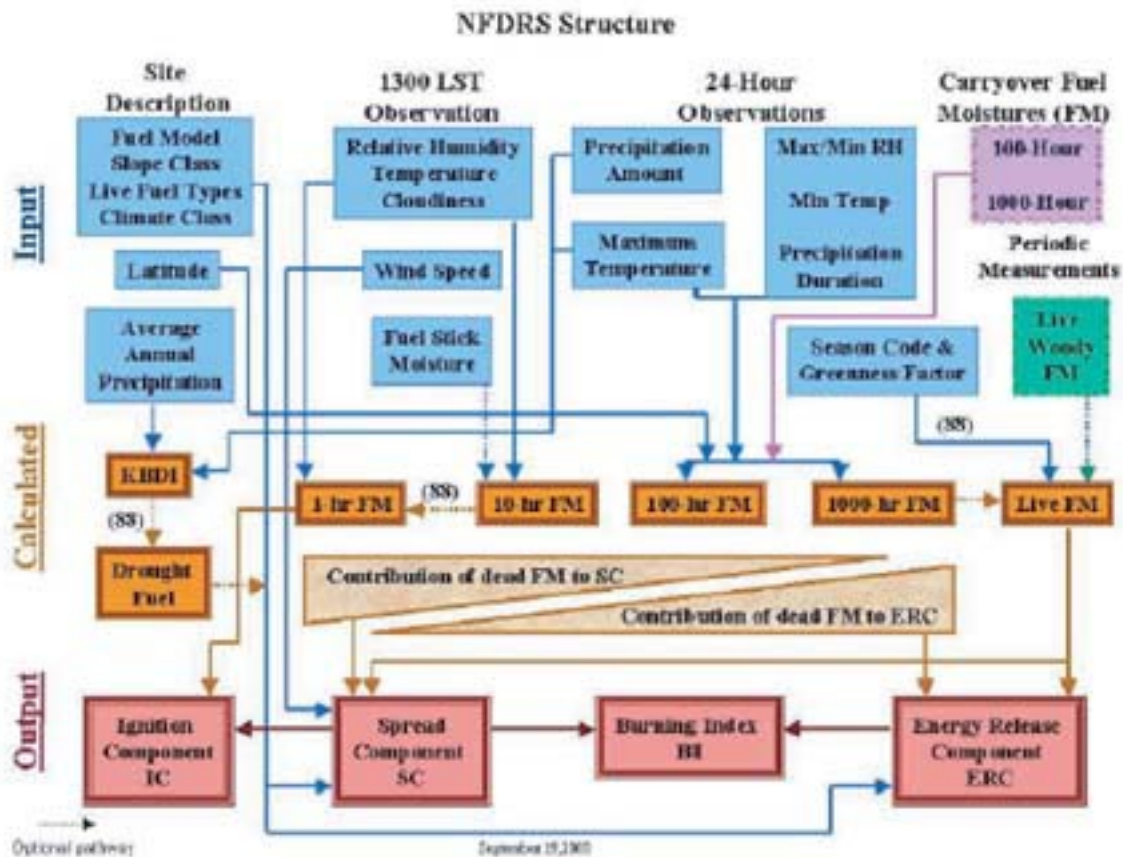 NFDRS Structure
Site
Description
1300 LST
Observation
24-Hour
Observations
Carryover Fuel
Moistures (FM)
Input
Fuel Model
Slope Class
Live Fuel Types
Climate Class
Relative Humidity
Temperature
Cloudiness
Precipitation
Amount
Max/Min RH
Min Temp
Precipitation
Duration
100-Hour
1000-Hour
Latitude
Wind Speed
Maximum
Temperature
Periodic
Measurements
Average
Annual
Precipitation
Fuel Stick
Moisture
Season Code &
Greenness Factor
Live
Woody
FM
Calculated
(88)
KBDI
1-hr FM
(88)
10-hr FM
100-hr FM
1000-hr FM
Live FM
(88)
Drought
Fuel
Contribution of dead FM to SC
Contribution of dead FM to ERC
Output
Ignition
Component
IC
Spread
Component
SC
Burning Index
BI
Energy Release
Component
ERC
Optional pathway